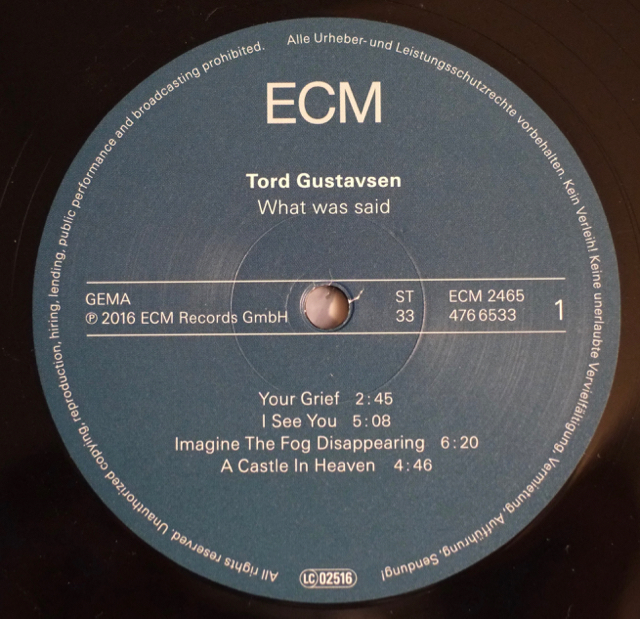 ECM
Tord Gustavsen
What was said
GEMA
℗ 2016 ECM Records GmbH
ST
33
ECM 2465
476 6533
1
Your Grief 2:45
I See You 5:08
Imagine The Fog Disappearing 6:20
A Castle In Heaven 4:46
Alle Urheber- und Leistungsschutzrechte vorbehalten. Kein Verleih! Keine unerlaubte Vervielfältigung, Vermietung, Aufführung, Sendung!
LC 02516
All rights reserved. Unauthorized copying, reproduction, hiring, lending, public performance and broadcasting prohibited.